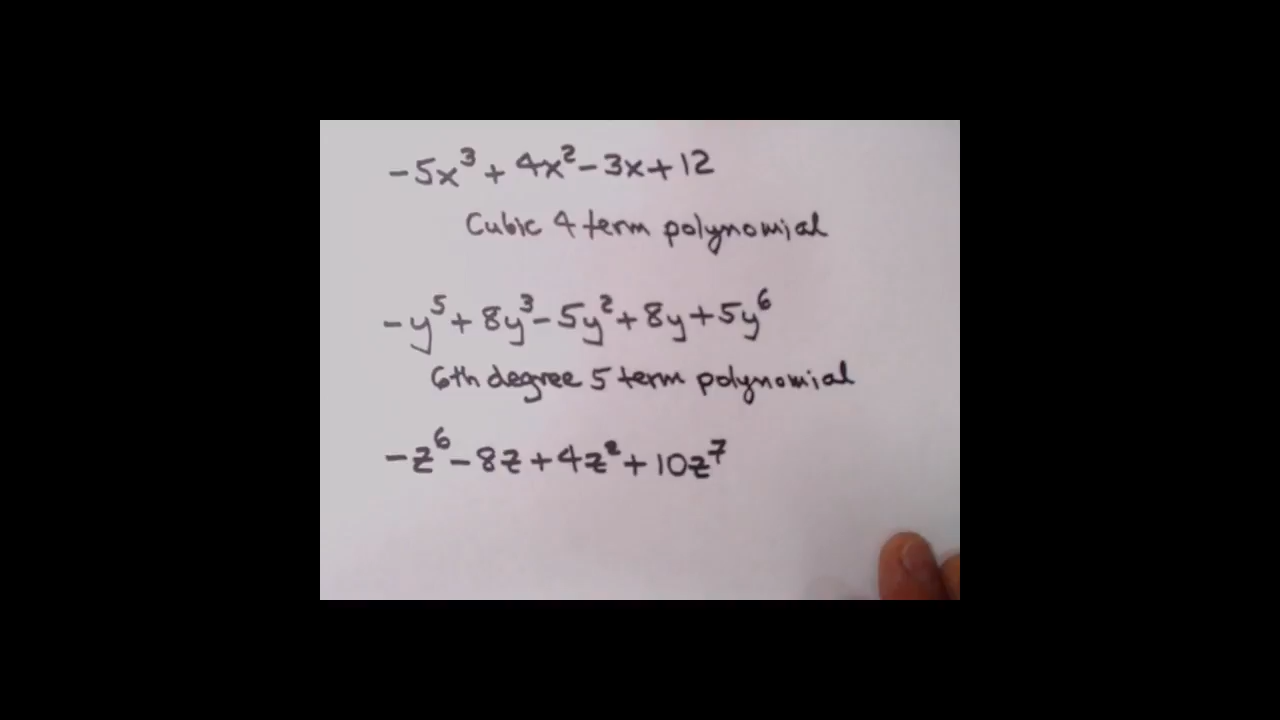 -5x³ + 4x² - 3x + 12
Cubic 4 term polynomial
-y⁵ + 8y³ - 5y² + 8y + 5y⁶
6th degree 5 term polynomial
-z⁶ - 8z + 4z² + 10z⁷